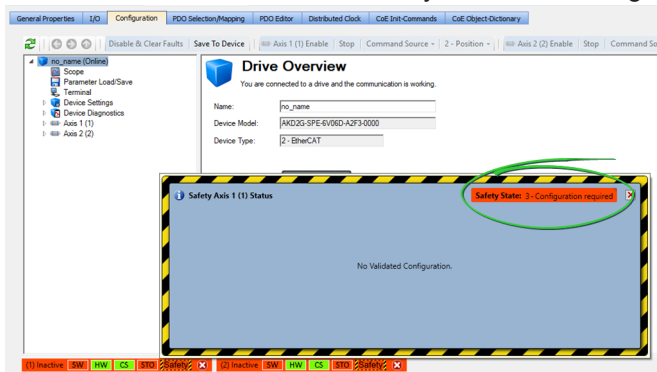 General Properties I/O Configuration PDO Selection/Mapping PDO Editor Distributed Clock CoE Init-Commands CoE Object-Dictionary
Disable & Clear Faults Save To Device Axis 1 (1) Enable Stop Command Source 2 - Position Axis 2 (2) Enable Stop Command So
no_name (Online)
Scope
Parameter Load/Save
Terminal
Device Settings
Device Diagnostics
Axis 1 (1)
Axis 2 (2)
Drive Overview
You are connected to a drive and the communication is working.
Name: no_name
Device Model: AKD2G-SPE-6V06D-A2F3-0000
Device Type: 2 - EtherCAT
Safety Axis 1 (1) Status
Safety State: 3 - Configuration required
No Validated Configuration.
(1) Inactive SW HW CS STO Safety (2) Inactive SW HW CS STO Safety